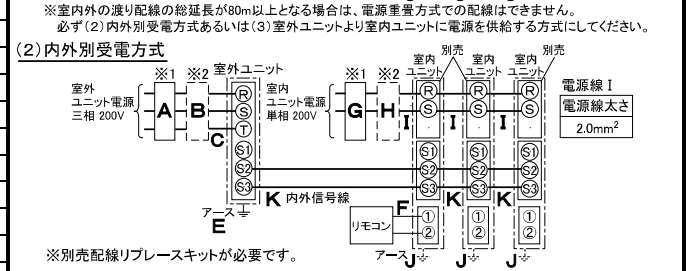 ※室内外の渡り配線の総延長が80m以上となる場合は、電源重畳方式での配線はできません。
必ず(2)内外別受電方式あるいは(3)室外ユニットより室内ユニットに電源を供給する方式にしてください。
(2)内外別受電方式
※1 ※2 室外ユニット
室外
ユニット電源
三相 200V
A B C
R
S
T
S1
S2
S3
アース
E
※1 ※2
室内
ユニット電源
単相 200V
G H
室内
ユニット
別売
室内
ユニット
室内
ユニット
別売
R R R
S S S
I I I
S1 S1 S1
S2 S2 S2
S3 S3 S3
K 内外信号線
K K
F
リモコン
① ① ①
② ② ②
アース J J J
電源線 I
電源線太さ
2.0mm²
※別売配線リプレースキットが必要です。